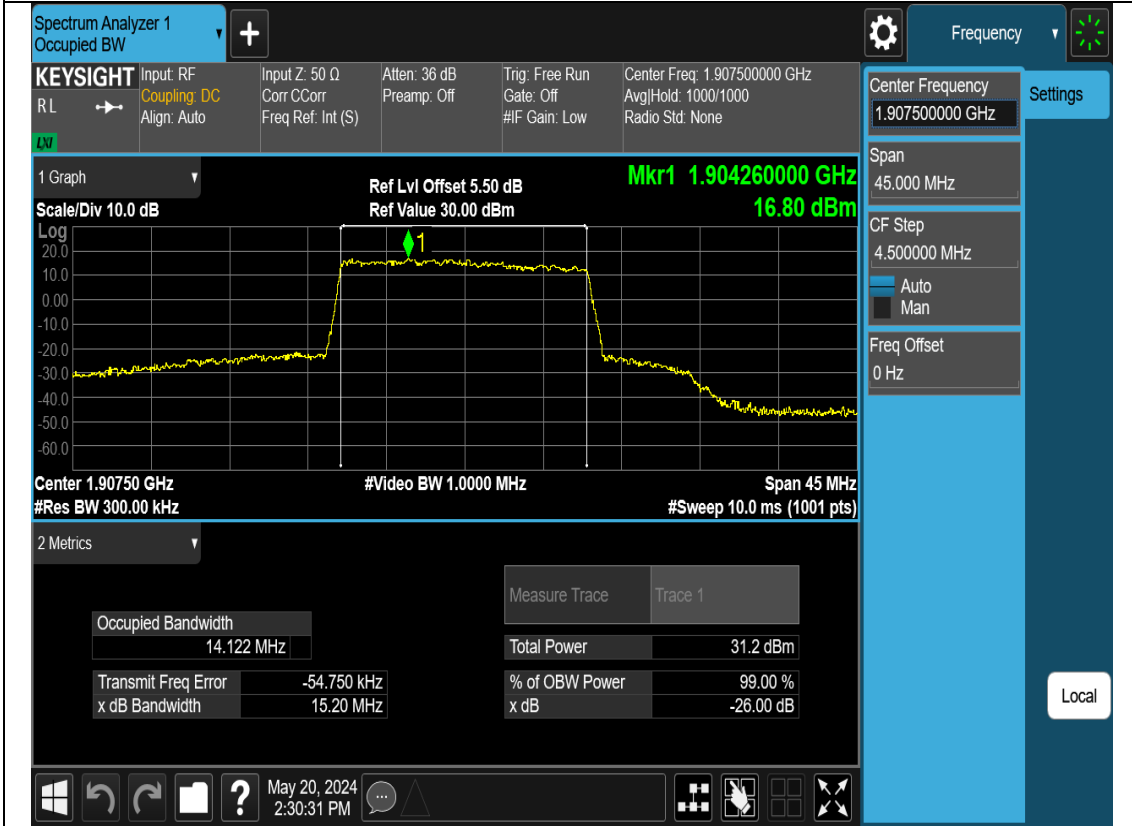 Spectrum Analyzer 1
Occupied BW
Frequency
KEYSIGHT
R L
LXI
Input: RF
Coupling: DC
Align: Auto
Input Z: 50 Ω
Corr CCorr
Freq Ref: Int (S)
Atten: 36 dB
Preamp: Off
Trig: Free Run
Gate: Off
#IF Gain: Low
Center Freq: 1.907500000 GHz
Avg|Hold: 1000/1000
Radio Std: None
Center Frequency
1.907500000 GHz
Settings
Span
45.000 MHz
CF Step
4.500000 MHz
Auto
Man
Freq Offset
0 Hz
Local
1 Graph
Scale/Div 10.0 dB
Ref Lvl Offset 5.50 dB
Ref Value 30.00 dBm
Mkr1 1.904260000 GHz
16.80 dBm
Log
1
20.0
10.0
0.00
-10.0
-20.0
-30.0
-40.0
-50.0
-60.0
Center 1.90750 GHz
#Video BW 1.0000 MHz
Span 45 MHz
#Res BW 300.00 kHz
#Sweep 10.0 ms (1001 pts)
2 Metrics
Measure Trace Trace 1
Occupied Bandwidth
14.122 MHz
Total Power 31.2 dBm
Transmit Freq Error -54.750 kHz
% of OBW Power 99.00 %
x dB Bandwidth 15.20 MHz
x dB -26.00 dB
?
May 20, 2024
2:30:31 PM